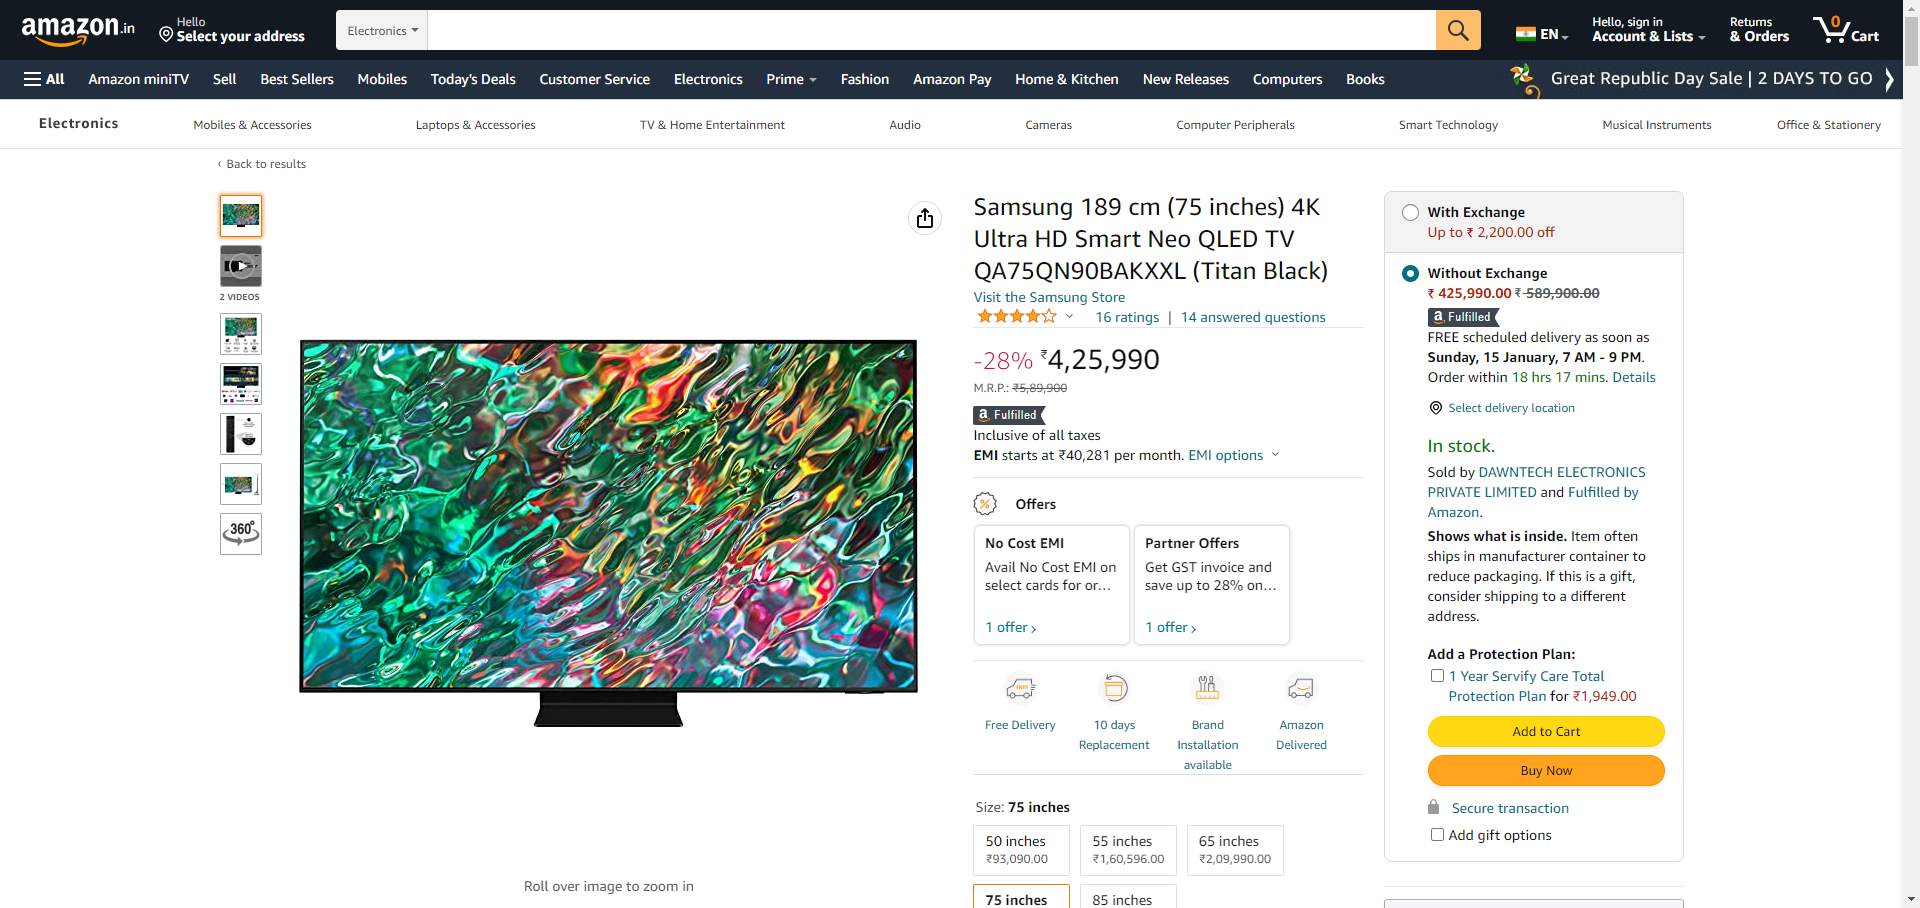 amazon.in
Hello
Select your address
Electronics
EN
Hello, sign in
Account & Lists
Returns
& Orders
0
Cart
All
Amazon miniTV
Sell
Best Sellers
Mobiles
Today's Deals
Customer Service
Electronics
Prime
Fashion
Amazon Pay
Home & Kitchen
New Releases
Computers
Books
Great Republic Day Sale | 2 DAYS TO GO
Electronics
Mobiles & Accessories
Laptops & Accessories
TV & Home Entertainment
Audio
Cameras
Computer Peripherals
Smart Technology
Musical Instruments
Office & Stationery
‹ Back to results
2 VIDEOS
360°
Roll over image to zoom in
Samsung 189 cm (75 inches) 4K
Ultra HD Smart Neo QLED TV
QA75QN90BAKXXL (Titan Black)
Visit the Samsung Store
16 ratings | 14 answered questions
-28% ₹4,25,990
M.R.P.: ₹5,89,900
a Fulfilled
Inclusive of all taxes
EMI starts at ₹40,281 per month. EMI options
% Offers
No Cost EMI
Avail No Cost EMI on
select cards for or...
1 offer ›
Partner Offers
Get GST invoice and
save up to 28% on...
1 offer ›
FREE
Free Delivery
10 days
Replacement
Brand
Installation
available
Amazon
Delivered
Size: 75 inches
50 inches
₹93,090.00
55 inches
₹1,60,596.00
65 inches
₹2,09,990.00
75 inches
85 inches
With Exchange
Up to ₹ 2,200.00 off
Without Exchange
₹ 425,990.00 ₹ 589,900.00
a Fulfilled
FREE scheduled delivery as soon as
Sunday, 15 January, 7 AM - 9 PM.
Order within 18 hrs 17 mins. Details
Select delivery location
In stock.
Sold by DAWNTECH ELECTRONICS
PRIVATE LIMITED and Fulfilled by
Amazon.
Shows what is inside. Item often
ships in manufacturer container to
reduce packaging. If this is a gift,
consider shipping to a different
address.
Add a Protection Plan:
1 Year Servify Care Total
Protection Plan for ₹1,949.00
Add to Cart
Buy Now
Secure transaction
Add gift options